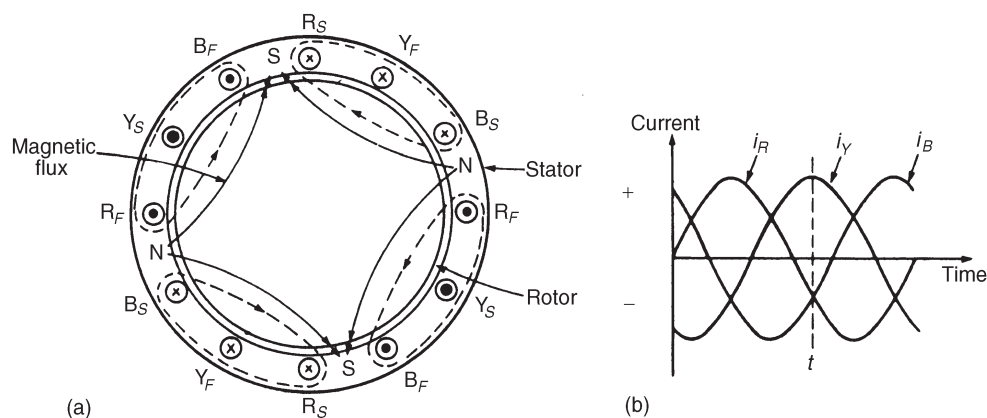 R_S
B_F
S
Y_F
Y_S
B_S
Magnetic
flux
N
Stator
R_F
R_F
N
Rotor
B_S
Y_S
Y_F
S
B_F
R_S
(a)
Current
i_R
i_Y
i_B
+
Time
−
t
(b)